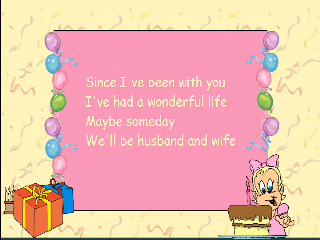 Since I've been with you
I've had a wonderful life
Maybe someday
We'll be husband and wife